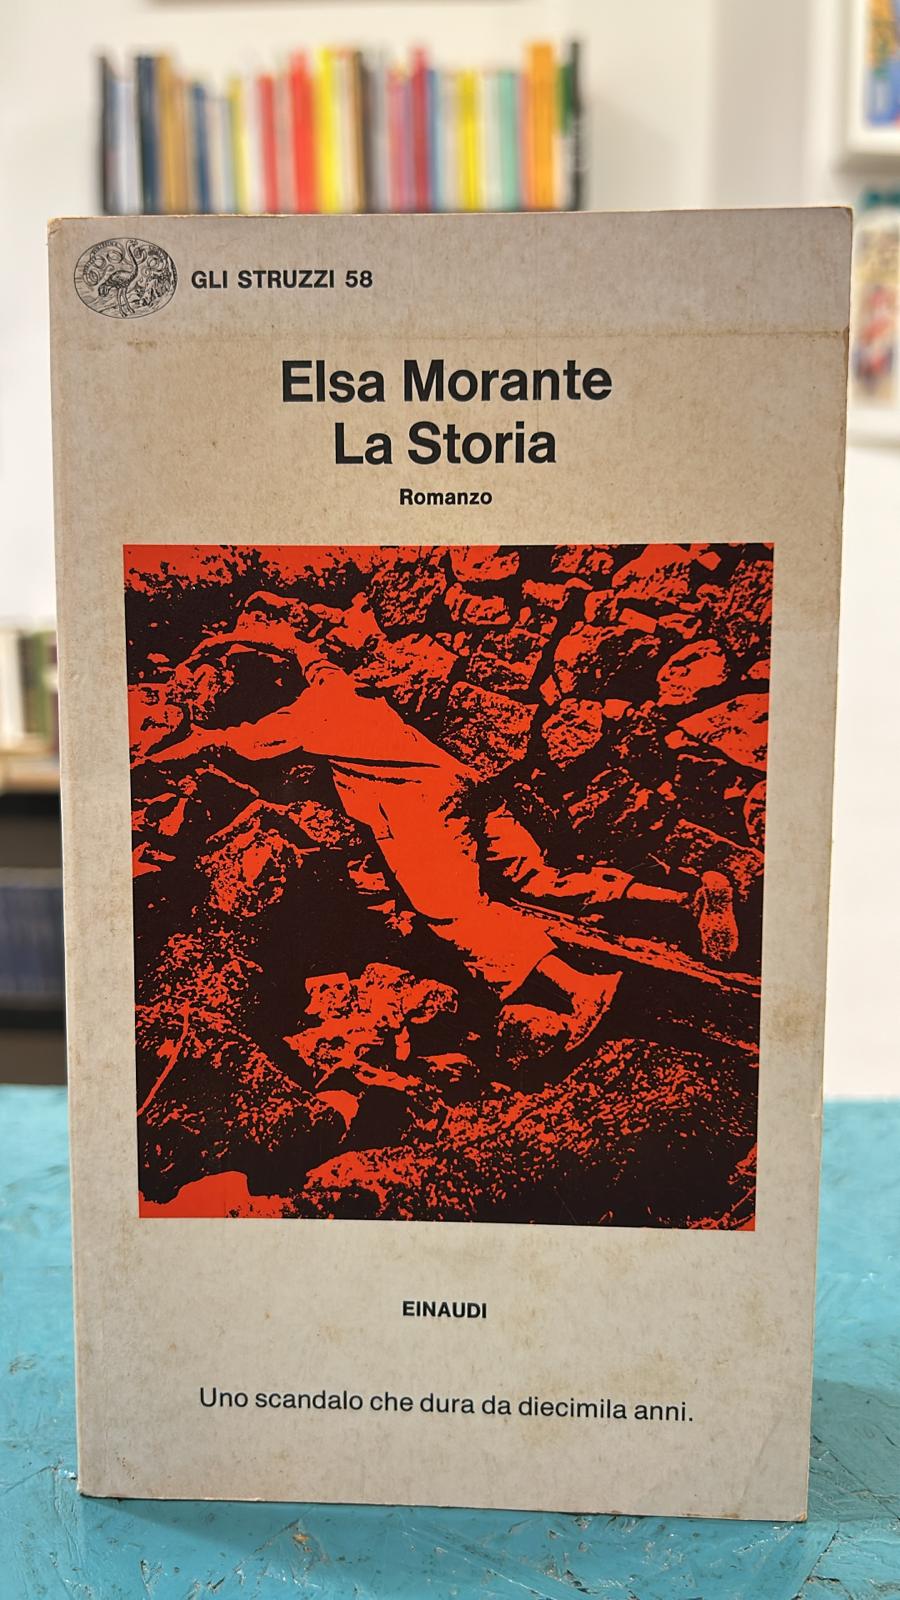 GLI STRUZZI 58
Elsa Morante
La Storia
Romanzo
EINAUDI
Uno scandalo che dura da diecimila anni.